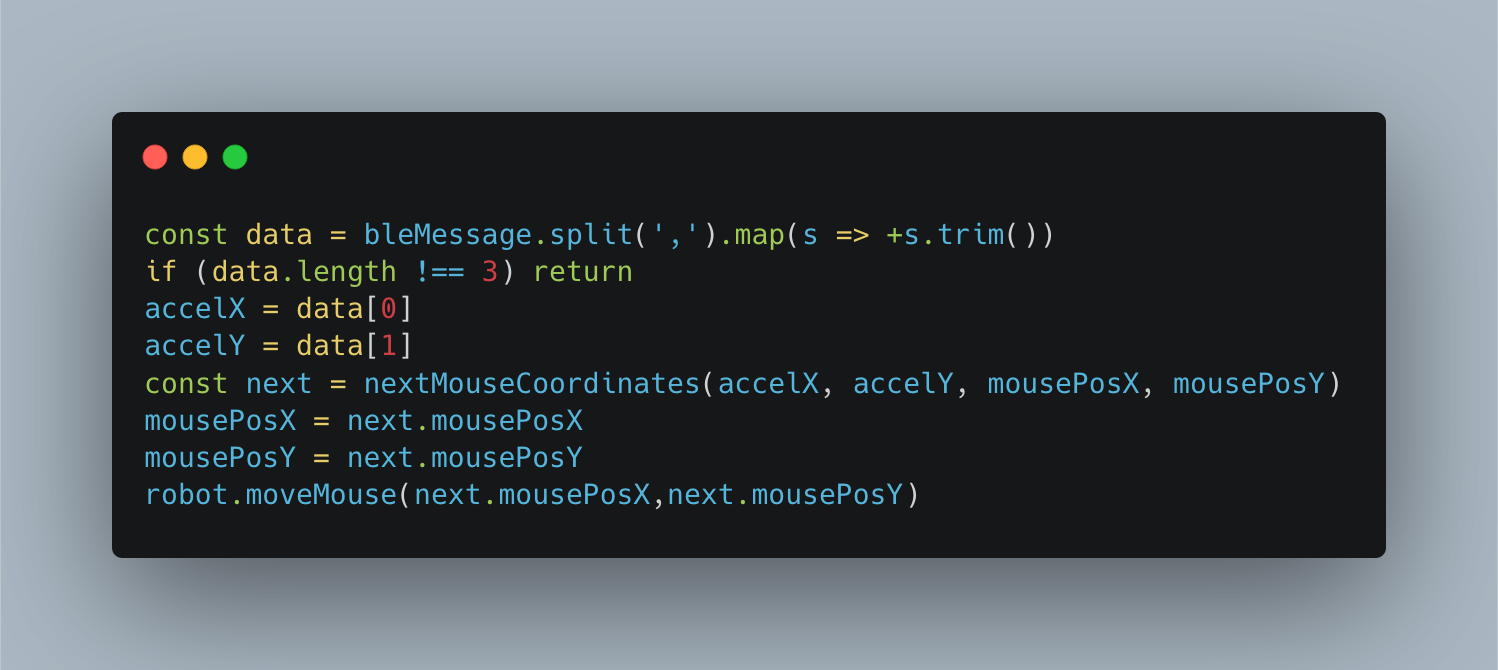 const data = bleMessage.split(',').map(s => +s.trim())
if (data.length !== 3) return
accelX = data[0]
accelY = data[1]
const next = nextMouseCoordinates(accelX, accelY, mousePosX, mousePosY)
mousePosX = next.mousePosX
mousePosY = next.mousePosY
robot.moveMouse(next.mousePosX,next.mousePosY)